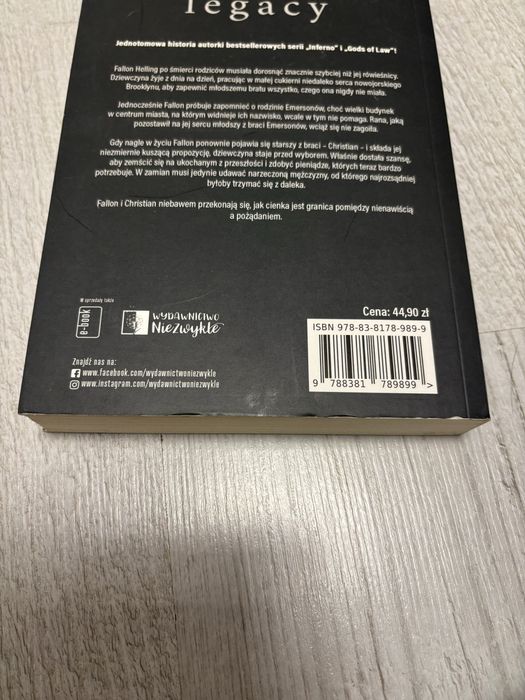 legacy
Jednotomowa historia autorki bestsellerowych serii „Inferno” i „Gods of Law”!
Fallon Helling po śmierci rodziców musiała dorosnąć znacznie szybciej niż jej rówieśnicy.
Dziewczyna żyje z dnia na dzień, pracując w małej cukierni niedaleko serca nowojorskiego
Brooklynu, aby zapewnić młodszemu bratu wszystko, czego ona nigdy nie miała.
Jednocześnie Fallon próbuje zapomnieć o rodzinie Emersonów, choć wielki budynek
w centrum miasta, na którym widnieje ich nazwisko, wcale w tym nie pomaga. Rana, jaką
pozostawił na jej sercu młodszy z braci Emersonów, wciąż się nie zagoiła.
Gdy nagle w życiu Fallon ponownie pojawia się starszy z braci – Christian – i składa jej
niezmiernie kuszącą propozycję, dziewczyna staje przed wyborem. Właśnie dostała szansę,
aby zemścić się na ukochanym z przeszłości i zdobyć pieniądze, których teraz bardzo
potrzebuje. W zamian musi jedynie udawać narzeczoną mężczyzny, od którego najrozsądniej
byłoby trzymać się z daleka.
Fallon i Christian niebawem przekonają się, jak cienka jest granica pomiędzy nienawiścią
a pożądaniem.
W sprzedaży także
e-book
WYDAWNICTWO
NieZwykłe
Znajdź nas na:
www.facebook.com/wydawnictwoniezwykle
www.instagram.com/wydawnictwoniezwykle
Cena: 44,90 zł
ISBN 978-83-8178-989-9
9 788381 789899 >